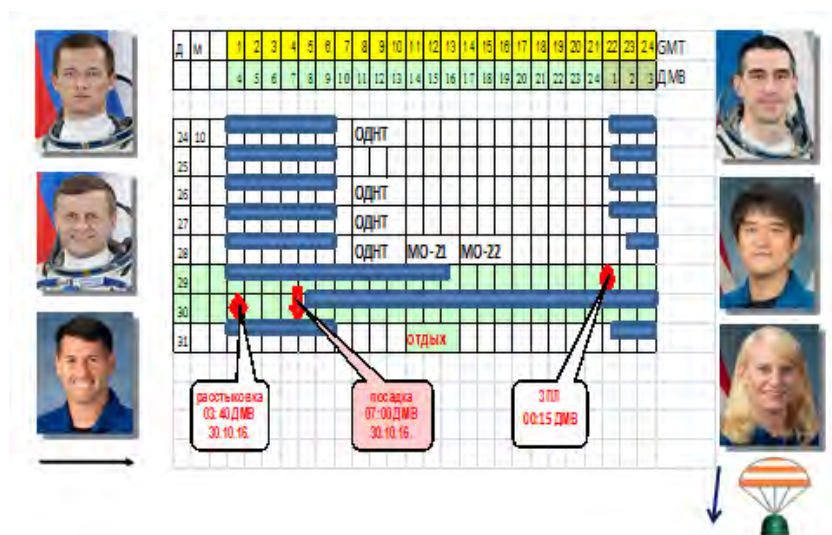 Д М 1 2 3 4 5 6 7 8 9 10 11 12 13 14 15 16 17 18 19 20 21 22 23 24 GMT
4 5 6 7 8 9 10 11 12 13 14 15 16 17 18 19 20 21 22 23 24 1 2 3 ДМВ
24 10 ОДНТ
25
26 ОДНТ
27 ОДНТ
28 ОДНТ МО-21 МО-22
29
30
31 отдых
расстыковка
03:40 ДМВ
30.10.16.
посадка
07:00 ДМВ
30.10.16.
ЗПЛ
00:15 ДМВ